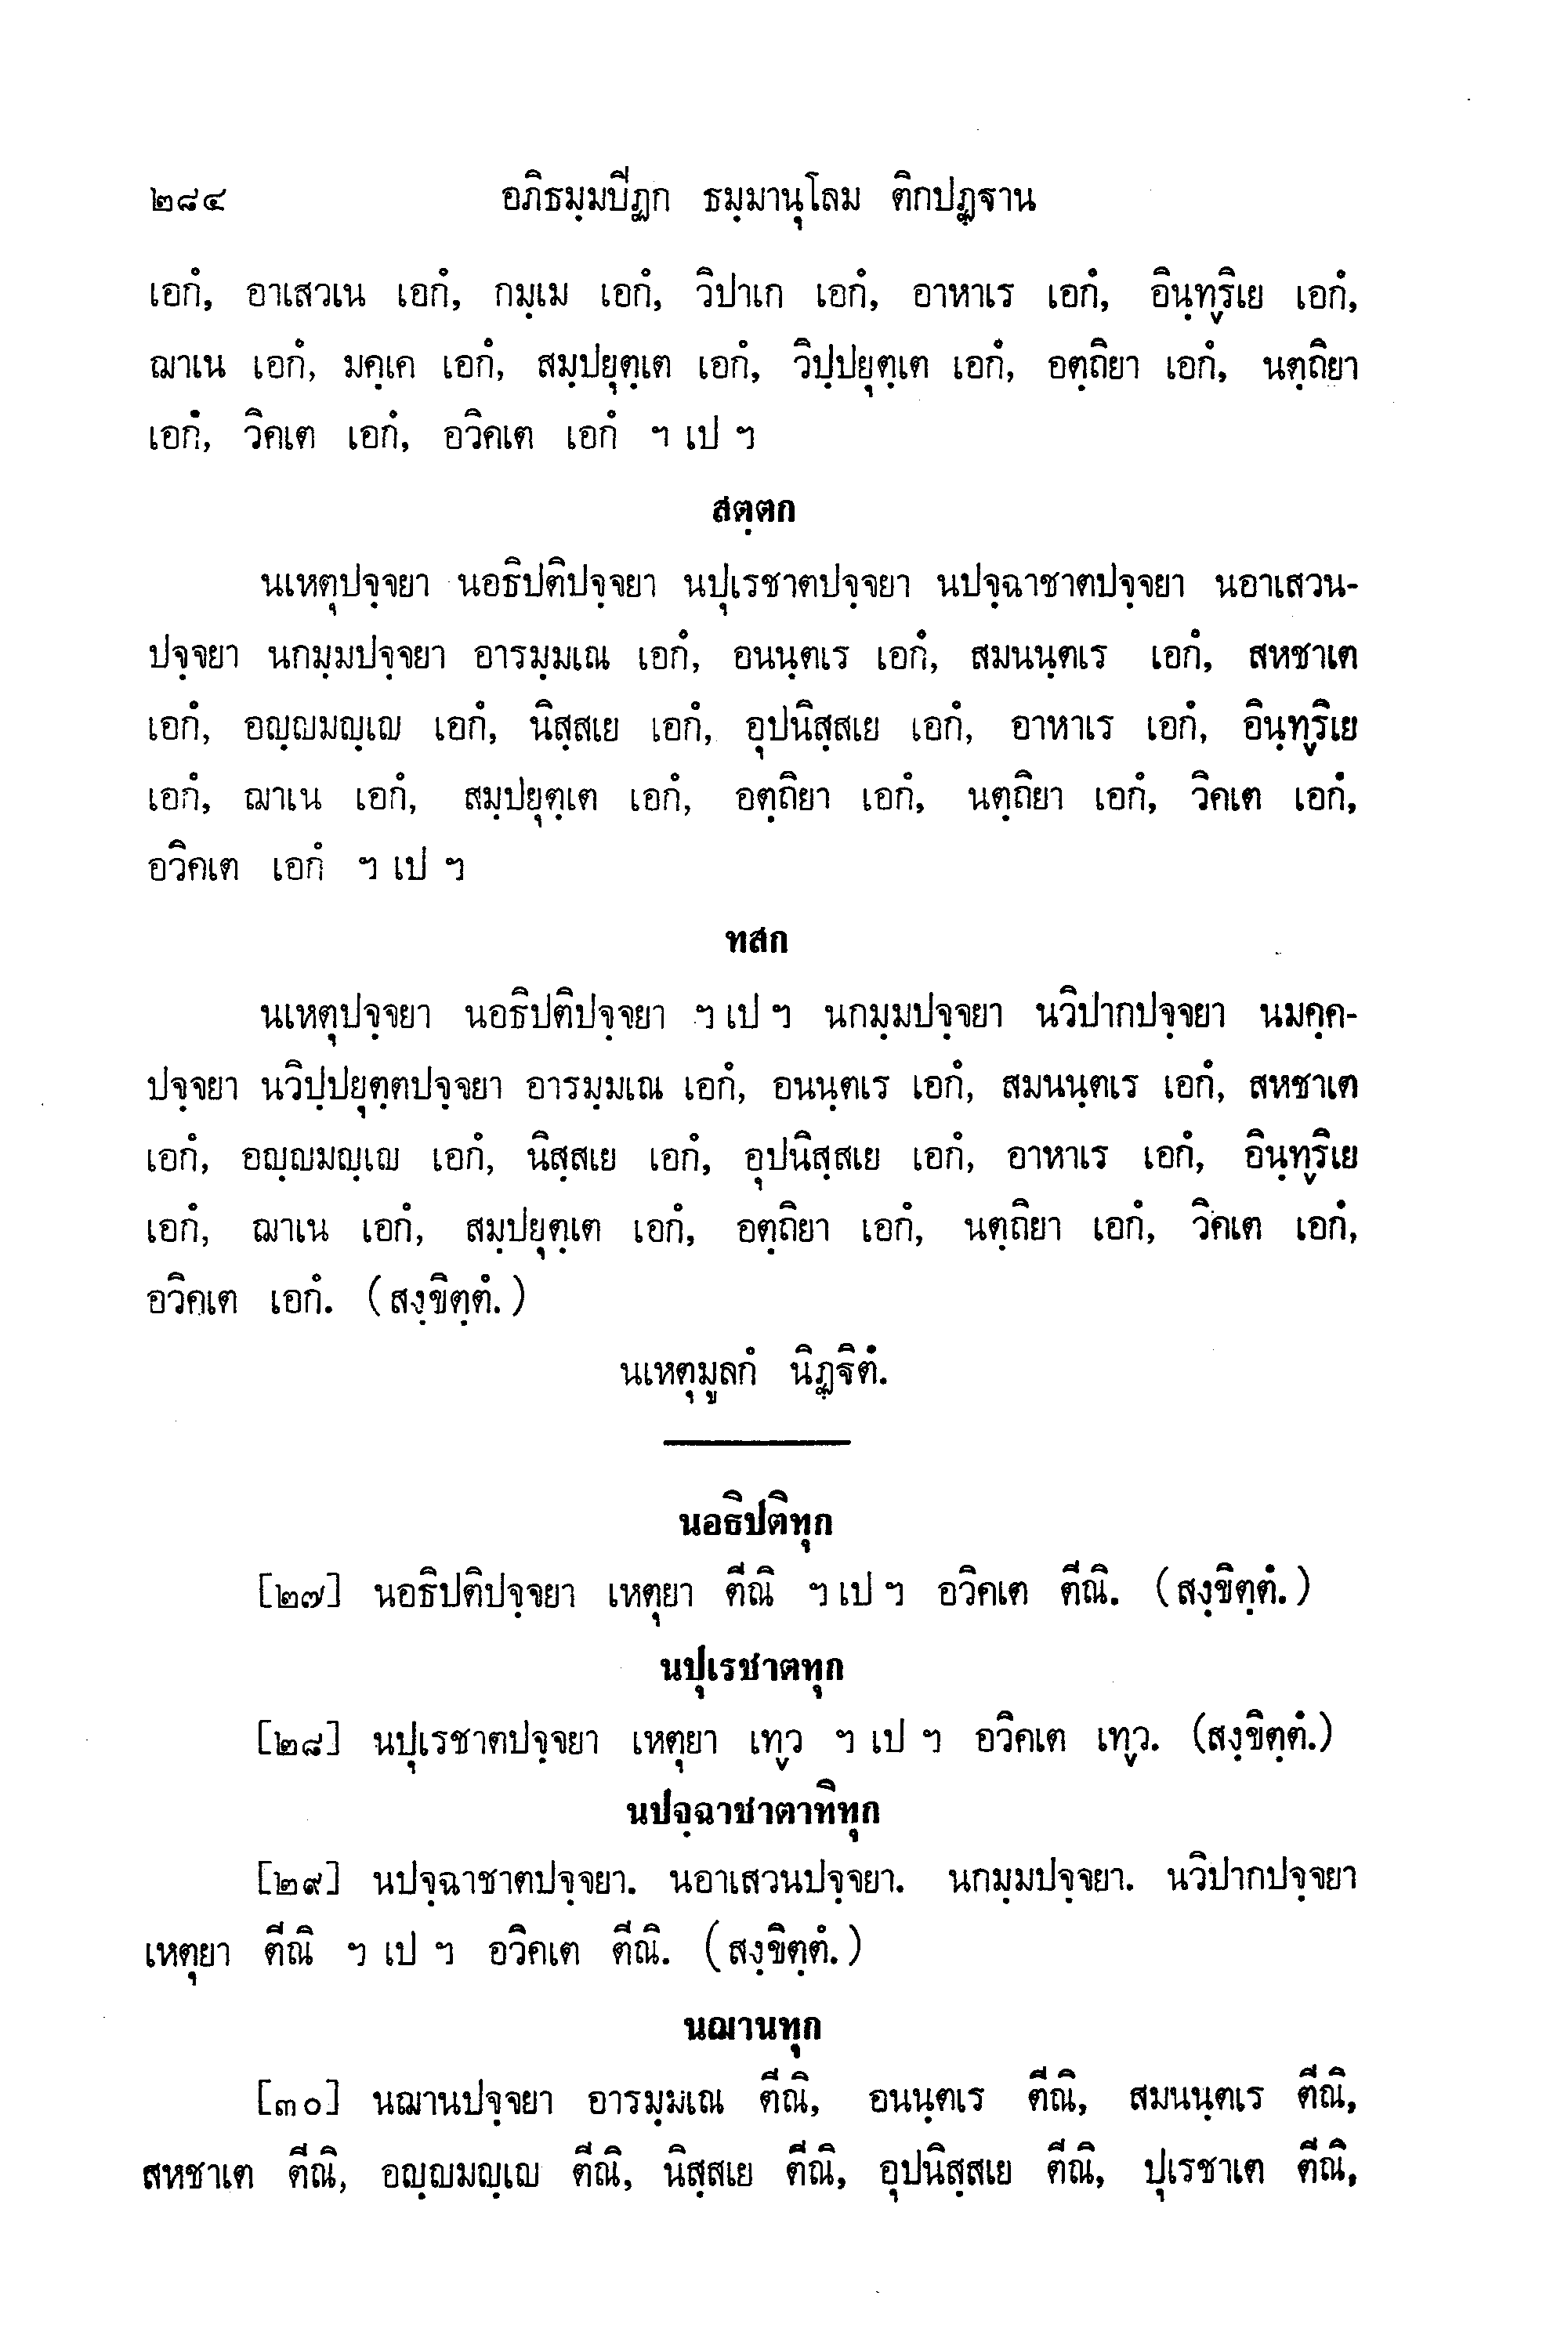 ๒๘๔ อภิธมฺมปีฏก ธมฺมานุโลม ติกปฏฺฐาน
เอกํ, อาเสวเน เอกํ, กมฺเม เอกํ, วิปาเก เอกํ, อาหาเร เอกํ, อินฺทฺริเย เอกํ,
ฌาเน เอกํ, มคฺเค เอกํ, สมฺปยุตฺเต เอกํ, วิปฺปยุตฺเต เอกํ, อตฺถิยา เอกํ, นตฺถิยา
เอกํ, วิคเต เอกํ, อวิคเต เอกํ ฯ เป ฯ
สตฺตก
นเหตุปจฺจยา นอธิปติปจฺจยา นปุเรชาตปจฺจยา นปจฺฉาชาตปจฺจยา นอาเสวน-
ปจฺจยา นกมฺมปจฺจยา อารมฺมเณ เอกํ, อนนฺตเร เอกํ, สมนนฺตเร เอกํ, สหชาเต
เอกํ, อญฺญมญฺเญ เอกํ, นิสฺสเย เอกํ, อุปนิสฺสเย เอกํ, อาหาเร เอกํ, อินฺทฺริเย
เอกํ, ฌาเน เอกํ, สมฺปยุตฺเต เอกํ, อตฺถิยา เอกํ, นตฺถิยา เอกํ, วิคเต เอกํ,
อวิคเต เอกํ ฯ เป ฯ
ทสก
นเหตุปจฺจยา นอธิปติปจฺจยา ฯ เป ฯ นกมฺมปจฺจยา นวิปากปจฺจยา นมคฺค-
ปจฺจยา นวิปฺปยุตฺตปจฺจยา อารมฺมเณ เอกํ, อนนฺตเร เอกํ, สมนนฺตเร เอกํ, สหชาเต
เอกํ, อญฺญมญฺเญ เอกํ, นิสฺสเย เอกํ, อุปนิสฺสเย เอกํ, อาหาเร เอกํ, อินฺทฺริเย
เอกํ, ฌาเน เอกํ, สมฺปยุตฺเต เอกํ, อตฺถิยา เอกํ, นตฺถิยา เอกํ, วิคเต เอกํ,
อวิคเต เอกํ. (สงฺขิตฺตํ.)
นเหตุมูลกํ นิฏฺฐิตํ.
นอธิปติทุก
[๒๗] นอธิปติปจฺจยา เหตุยา ตีณิ ฯ เป ฯ อวิคเต ตีณิ. (สงฺขิตฺตํ.)
นปุเรชาตทุก
[๒๘] นปุเรชาตปจฺจยา เหตุยา เทฺว ฯ เป ฯ อวิคเต เทฺว. (สงฺขิตฺตํ.)
นปจฺฉาชาตาทิทุก
[๒๙] นปจฺฉาชาตปจฺจยา. นอาเสวนปจฺจยา. นกมฺมปจฺจยา. นวิปากปจฺจยา
เหตุยา ตีณิ ฯ เป ฯ อวิคเต ตีณิ. (สงฺขิตฺตํ.)
นฌานทุก
[๓๐] นฌานปจฺจยา อารมฺมเณ ตีณิ, อนนฺตเร ตีณิ, สมนนฺตเร ตีณิ,
สหชาเต ตีณิ, อญฺญมญฺเญ ตีณิ, นิสฺสเย ตีณิ, อุปนิสฺสเย ตีณิ, ปุเรชาเต ตีณิ,